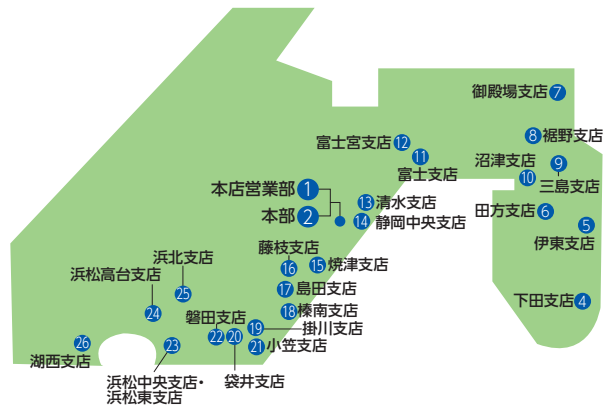 御殿場支店 7
8 裾野支店
富士宮支店 12
11
富士支店
沼津支店
10
9
三島支店
本店営業部 1
本部 2
13 清水支店
14 静岡中央支店
田方支店 6
5
伊東支店
藤枝支店
16
15 焼津支店
浜北支店
25
浜松高台支店
24
17 島田支店
下田支店 4
18 榛南支店
磐田支店
22
20
19
掛川支店
21 小笠支店
26
湖西支店
23
浜松中央支店・
浜松東支店
袋井支店